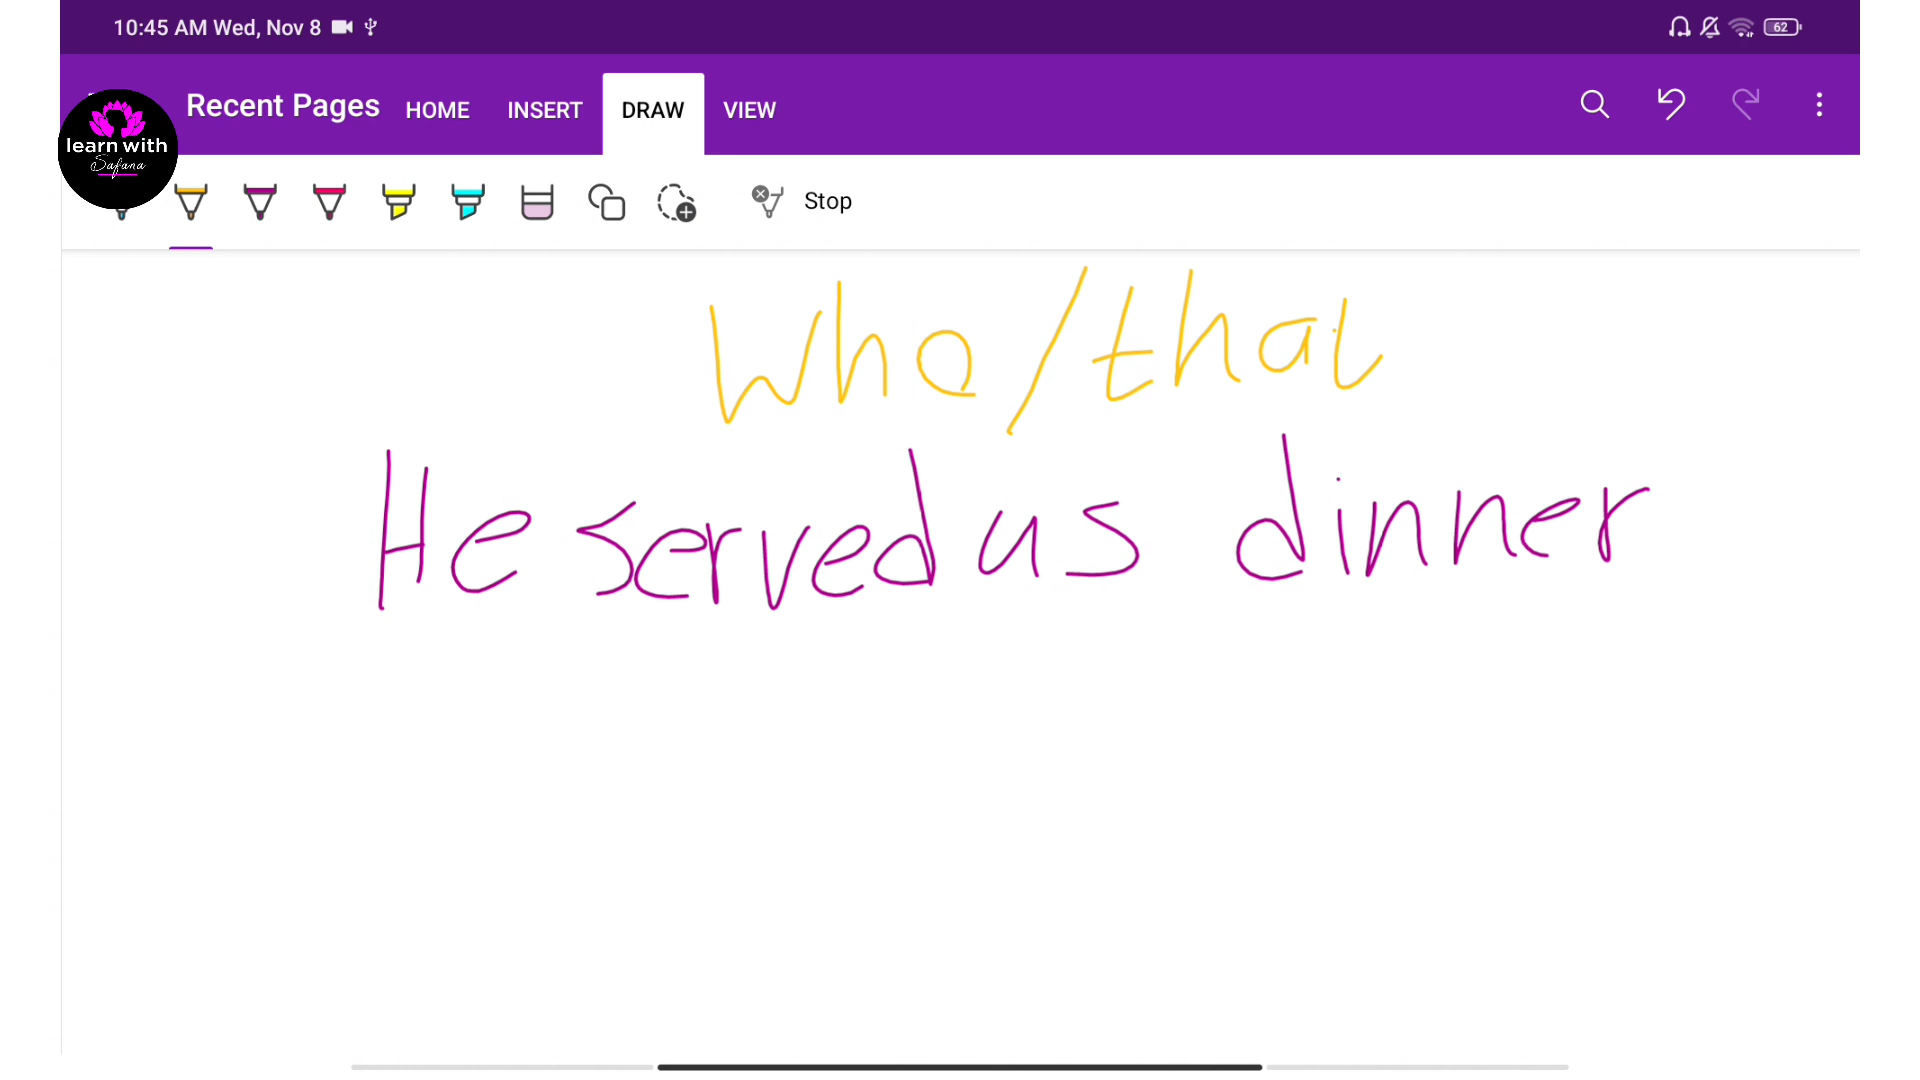 10:45 AM Wed, Nov 8 62
Recent Pages HOME INSERT DRAW VIEW
learn with
Safana
Stop
Who/that
He served us dinner